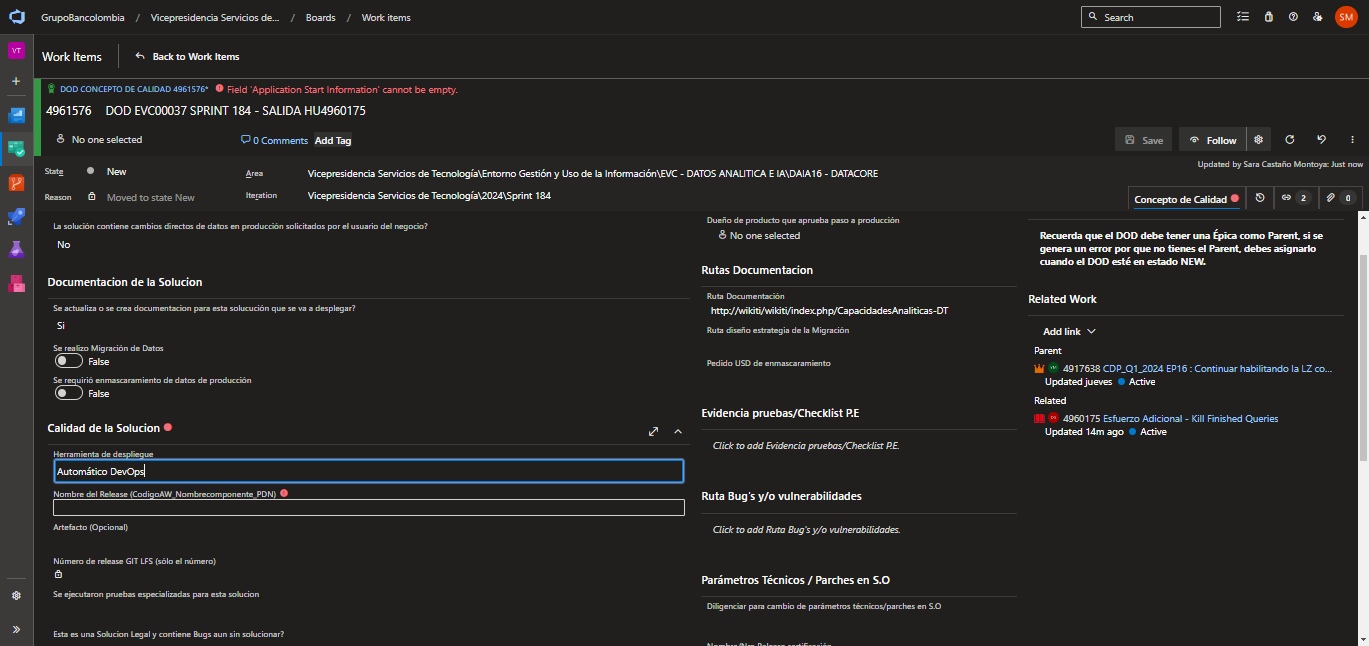 GrupoBancolombia / Vicepresidencia Servicios de... / Boards / Work items
Search
SM
VT
Work Items
Back to Work Items
DOD CONCEPTO DE CALIDAD 4961576* Field 'Application Start Information' cannot be empty.
4961576 DOD EVC00037 SPRINT 184 - SALIDA HU4960175
No one selected
0 Comments
Add Tag
Save
Follow
State
New
Area
Vicepresidencia Servicios de Tecnología\Entorno Gestión y Uso de la Información\EVC - DATOS ANALITICA E IA\DAIA16 - DATACORE
Updated by Sara Castaño Montoya: Just now
Reason
Moved to state New
Iteration
Vicepresidencia Servicios de Tecnología\2024\Sprint 184
Concepto de Calidad
2
0
La solución contiene cambios directos de datos en producción solicitados por el usuario del negocio?
No
Documentacion de la Solucion
Se actualiza o se crea documentacion para esta solucución que se va a desplegar?
Si
Se realizo Migración de Datos
False
Se requirió enmascaramiento de datos de producción
False
Calidad de la Solucion
Herramienta de despliegue
Automático DevOps
Nombre del Release (CodigoAW_Nombrecomponente_PDN)
Artefacto (Opcional)
Número de release GIT LFS (sólo el número)
Se ejecutaron pruebas especializadas para esta solucion
Esta es una Solucion Legal y contiene Bugs aun sin solucionar?
Dueño de producto que aprueba paso a producción
No one selected
Rutas Documentacion
Ruta Documentación
http://wikiti/wikiti/index.php/CapacidadesAnaliticas-DT
Ruta diseño estrategia de la Migración
Pedido USD de enmascaramiento
Evidencia pruebas/Checklist P.E
Click to add Evidencia pruebas/Checklist P.E.
Ruta Bug's y/o vulnerabilidades
Click to add Ruta Bug's y/o vulnerabilidades.
Parámetros Técnicos / Parches en S.O
Diligenciar para cambio de parámetros técnicos/parches en S.O
Nombre/Nro Release certificación
Recuerda que el DOD debe tener una Épica como Parent, si se
genera un error por que no tienes el Parent, debes asignarlo
cuando el DOD esté en estado NEW.
Related Work
Add link
Parent
4917638 CDP_Q1_2024 EP16 : Continuar habilitando la LZ co...
Updated jueves Active
Related
4960175 Esfuerzo Adicional - Kill Finished Queries
Updated 14m ago Active